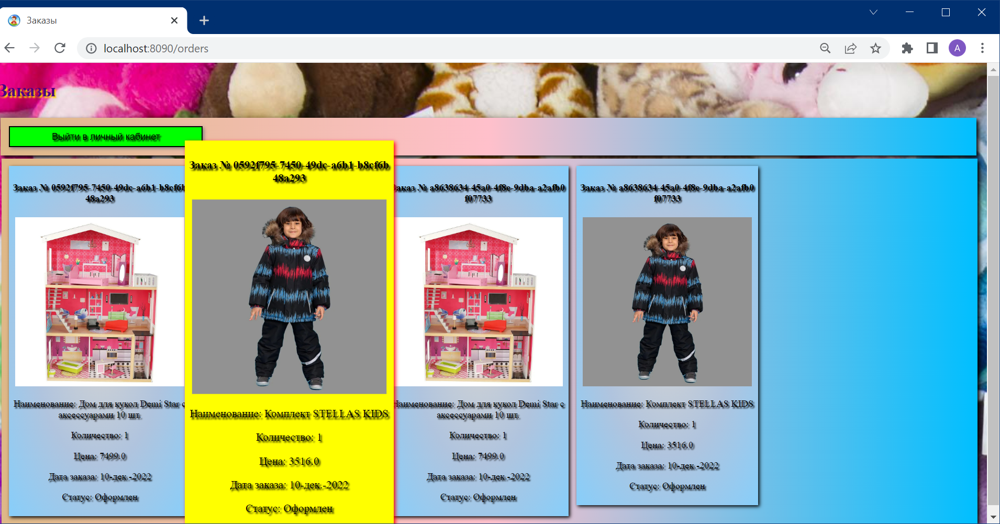 Заказы
localhost:8090/orders
A
Заказы
Выйти в личный кабинет
Заказ № 0592f795-7450-49dc-a6b1-b8cf6b
48a293
Наименование: Дом для кукол Demi Star с
аксессуарами 10 шт.
Количество: 1
Цена: 7499.0
Дата заказа: 10-дек.-2022
Статус: Оформлен
Заказ № 0592f795-7450-49dc-a6b1-b8cf6b
48a293
Наименование: Комплект STELLAS KIDS
Количество: 1
Цена: 3516.0
Дата заказа: 10-дек.-2022
Статус: Оформлен
Заказ № a8638634-45a0-4f8e-9dba-a2afb0
f07733
Наименование: Дом для кукол Demi Star с
аксессуарами 10 шт.
Количество: 1
Цена: 7499.0
Дата заказа: 10-дек.-2022
Статус: Оформлен
Заказ № a8638634-45a0-4f8e-9dba-a2afb0
f07733
Наименование: Комплект STELLAS KIDS
Количество: 1
Цена: 3516.0
Дата заказа: 10-дек.-2022
Статус: Оформлен